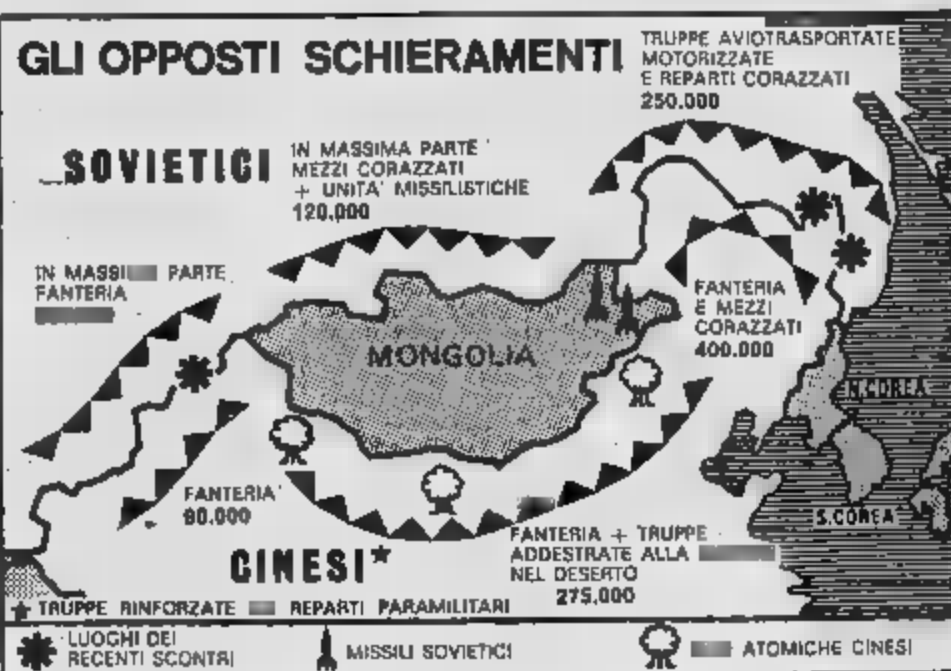 GLI OPPOSTI SCHIERAMENTI
TRUPPE AVIOTRASPORTATE
MOTORIZZATE
E REPARTI CORAZZATI
250.000
SOVIETICI
IN MASSIMA PARTE
MEZZI CORAZZATI
+ UNITA' MISSILISTICHE
120.000
IN PARTE
FANTERIA
MONGOLIA
FANTERIA
E MEZZI
CORAZZATI
400.000
N.COREA
S.COREA
FANTERIA
90.000
CINESI*
FANTERIA + TRUPPE
ADDESTRATE ALLA
NEL DESERTO
275.000
★ TRUPPE RINFORZATE REPARTI PARAMILITARI
LUOGHI DEI
RECENTI SCONTRI
MISSILI SOVIETICI
ATOMICHE CINESI